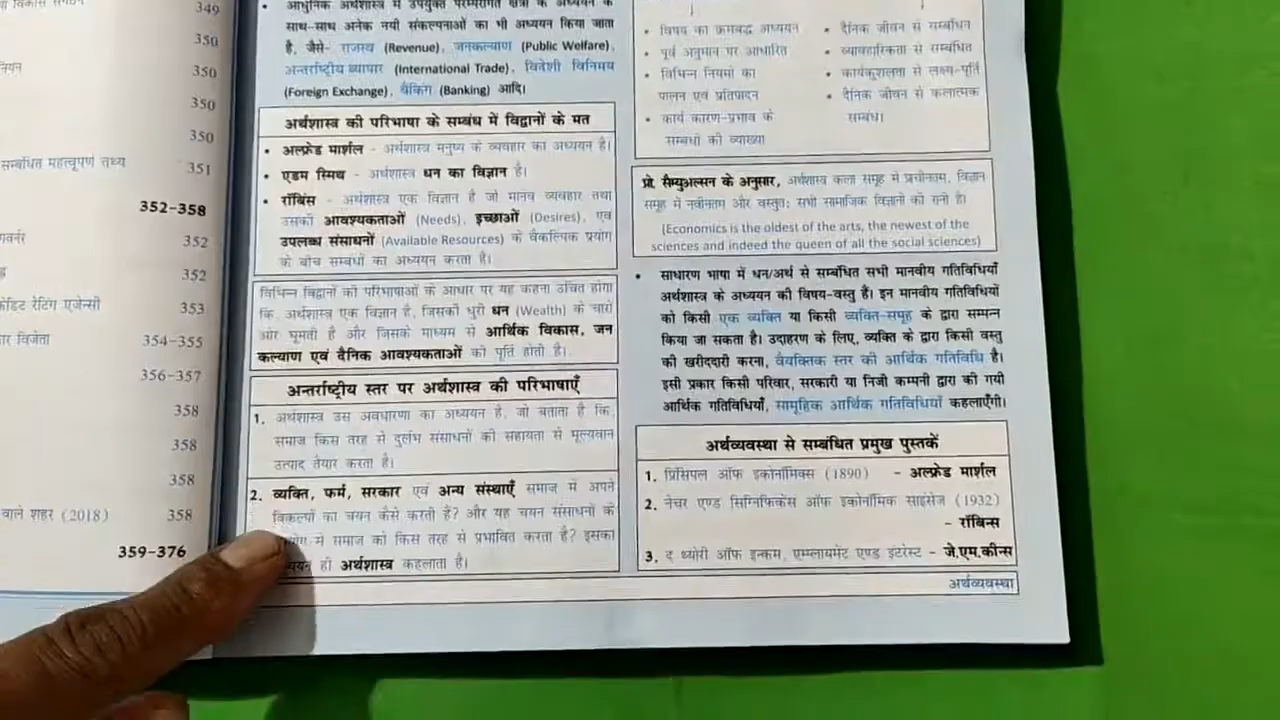 349
350
नियन
350
350
350
सम्बंधित महत्वपूर्ण तथ्य 351
352-358
गवर्नर 352
352
क्रेडिट रेटिंग एजेन्सी 353
विजेता 354-355
356-357
358
358
358
वाले शहर (2018) 358
359-376
साथ-साथ अनेक नयी संकल्पनाओं का भी अध्ययन किया जाता
है, जैसे- राजस्व (Revenue), जनकल्याण (Public Welfare),
अन्तर्राष्ट्रीय व्यापार (International Trade), विदेशी विनिमय
(Foreign Exchange), बैंकिंग (Banking) आदि।
अर्थशास्त्र की परिभाषा के सम्बंध में विद्वानों के मत
• अल्फ्रेड मार्शल - अर्थशास्त्र मनुष्य के व्यवहार का अध्ययन है।
• एडम स्मिथ - अर्थशास्त्र धन का विज्ञान है।
• रॉबिंस - अर्थशास्त्र एक विज्ञान है जो मानव व्यवहार तथा
उसकी आवश्यकताओं (Needs), इच्छाओं (Desires), एवं
उपलब्ध संसाधनों (Available Resources) के वैकल्पिक प्रयोग
के बीच सम्बंधों का अध्ययन करता है।
विभिन्न विद्वानों की परिभाषाओं के आधार पर यह कहना उचित होगा
कि, अर्थशास्त्र एक विज्ञान है, जिसकी धुरी धन (Wealth) के चारों
ओर घूमती है और जिसके माध्यम से आर्थिक विकास, जन
कल्याण एवं दैनिक आवश्यकताओं की पूर्ति होती है।
अन्तर्राष्ट्रीय स्तर पर अर्थशास्त्र की परिभाषाएँ
1. अर्थशास्त्र उस अवधारणा का अध्ययन है, जो बताता है कि,
समाज किस तरह से दुर्लभ संसाधनों की सहायता से मूल्यवान
उत्पाद तैयार करता है।
2. व्यक्ति, फर्म, सरकार एवं अन्य संस्थाएँ समाज में अपने
विकल्पों का चयन कैसे करती है? और यह चयन संसाधनों के
में समाज को किस तरह से प्रभावित करता है? इसका
ही अर्थशास्त्र कहलाता है।
• विषय का क्रमबद्ध अध्ययन
• पूर्व अनुमान पर आधारित
• विभिन्न नियमों का
पालन एवं प्रतिपादन
• कार्य कारण-प्रभाव के
सम्बंधों की व्याख्या
• दैनिक जीवन से सम्बंधित
• व्यावहारिकता से सम्बंधित
• कार्यकुशलता से लक्ष्य-पूर्ति
• दैनिक जीवन से कलात्मक
सम्बंध।
प्रो. सैम्युअल्सन के अनुसार, अर्थशास्त्र कला समूह में प्राचीनतम, विज्ञान
समूह में नवीनतम और वस्तुतः सभी सामाजिक विज्ञानों की रानी है।
(Economics is the oldest of the arts, the newest of the
sciences and indeed the queen of all the social sciences)
• साधारण भाषा में धन/अर्थ से सम्बंधित सभी मानवीय गतिविधियाँ
अर्थशास्त्र के अध्ययन की विषय-वस्तु हैं। इन मानवीय गतिविधियों
को किसी एक व्यक्ति या किसी व्यक्ति-समूह के द्वारा सम्पन्न
किया जा सकता है। उदाहरण के लिए, व्यक्ति के द्वारा किसी वस्तु
की खरीददारी करना, वैयक्तिक स्तर की आर्थिक गतिविधि है।
इसी प्रकार किसी परिवार, सरकारी या निजी कम्पनी द्वारा की गयी
आर्थिक गतिविधियाँ, सामूहिक आर्थिक गतिविधियाँ कहलाएँगी।
अर्थव्यवस्था से सम्बंधित प्रमुख पुस्तकें
1. प्रिंसिपल ऑफ इकोनॉमिक्स (1890) - अल्फ्रेड मार्शल
2. नेचर एण्ड सिग्निफिकेंस ऑफ इकोनॉमिक साइंसेज (1932)
- रॉबिन्स
3. द थ्योरी ऑफ इन्कम, एम्प्लायमेंट एण्ड इंटरेस्ट - जे.एम.कीन्स
अर्थव्यवस्था